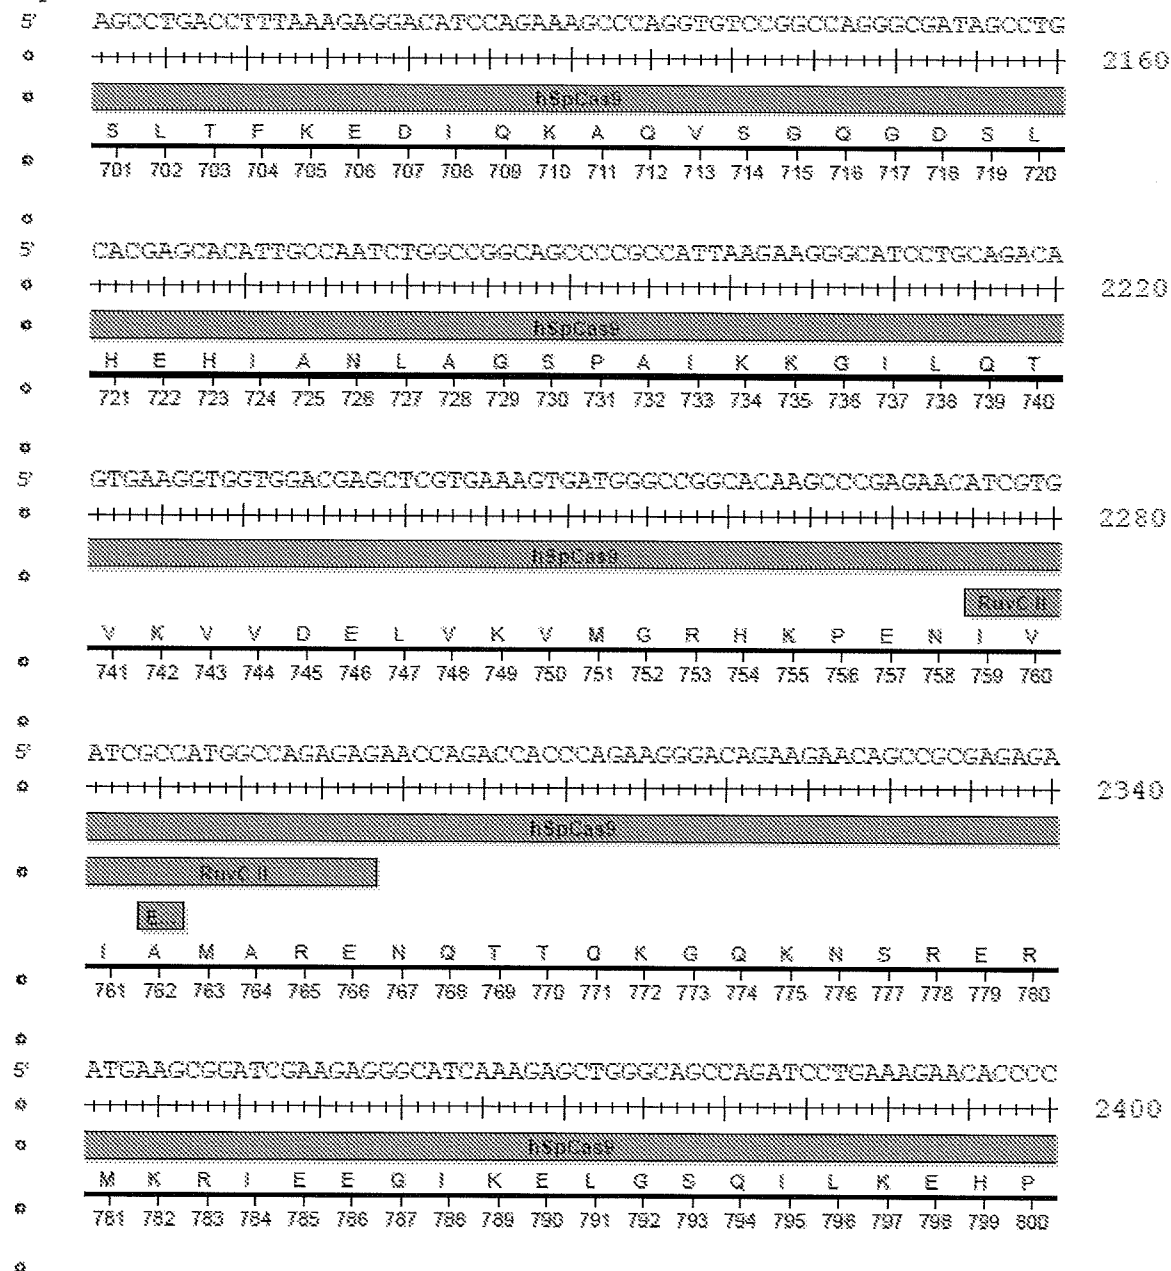 5' AGCCTGACCTTTAAAGAGGACATCCAGAAAGCCCAGGTGTCCGGCCAGGGCGATAGCCTG
2160
hSpCas9
S L T F K E D I Q K A Q V S G Q G D S L
701 702 703 704 705 706 707 708 709 710 711 712 713 714 715 716 717 718 719 720
5' CACGAGCACATTGCCAATCTGGCCGGCAGCCCCGCCATTAAGAAGGGCATCCTGCAGACA
2220
hSpCas9
H E H I A N L A G S P A I K K G I L Q T
721 722 723 724 725 726 727 728 729 730 731 732 733 734 735 736 737 738 739 740
5' GTGAAGGTGGTGGACGAGCTCGTGAAAGTGATGGGCCGGCACAAGCCCGAGAACATCGTG
2280
hSpCas9
RuvC II
V K V V D E L V K V M G R H K P E N I V
741 742 743 744 745 746 747 748 749 750 751 752 753 754 755 756 757 758 759 760
5' ATCGCCATGGCCAGAGAGAACCAGACCACCCAGAAGGGACAGAAGAACAGCCGCGAGAGA
2340
hSpCas9
RuvC II
E...
I A M A R E N Q T T Q K G Q K N S R E R
761 762 763 764 765 766 767 768 769 770 771 772 773 774 775 776 777 778 779 780
5' ATGAAGCGGATCGAAGAGGGCATCAAAGAGCTGGGCAGCCAGATCCTGAAAGAACACCCC
2400
hSpCas9
M K R I E E G I K E L G S Q I L K E H P
781 782 783 784 785 786 787 788 789 790 791 792 793 794 795 796 797 798 799 800